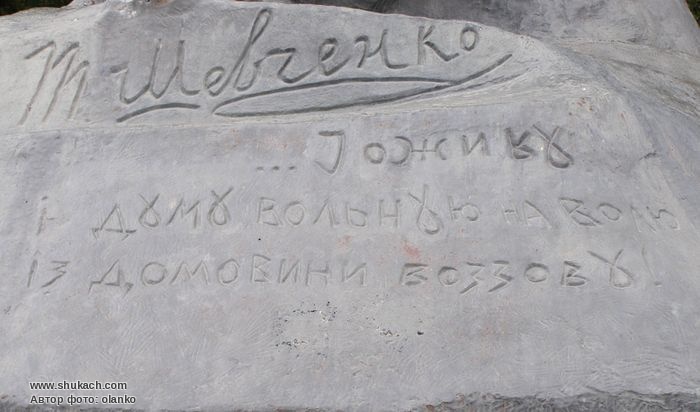 Т. Шевченко
... І оживу
і думу вольную на волю
із домовини воззову!
www.shukach.com
Автор фото: olanko